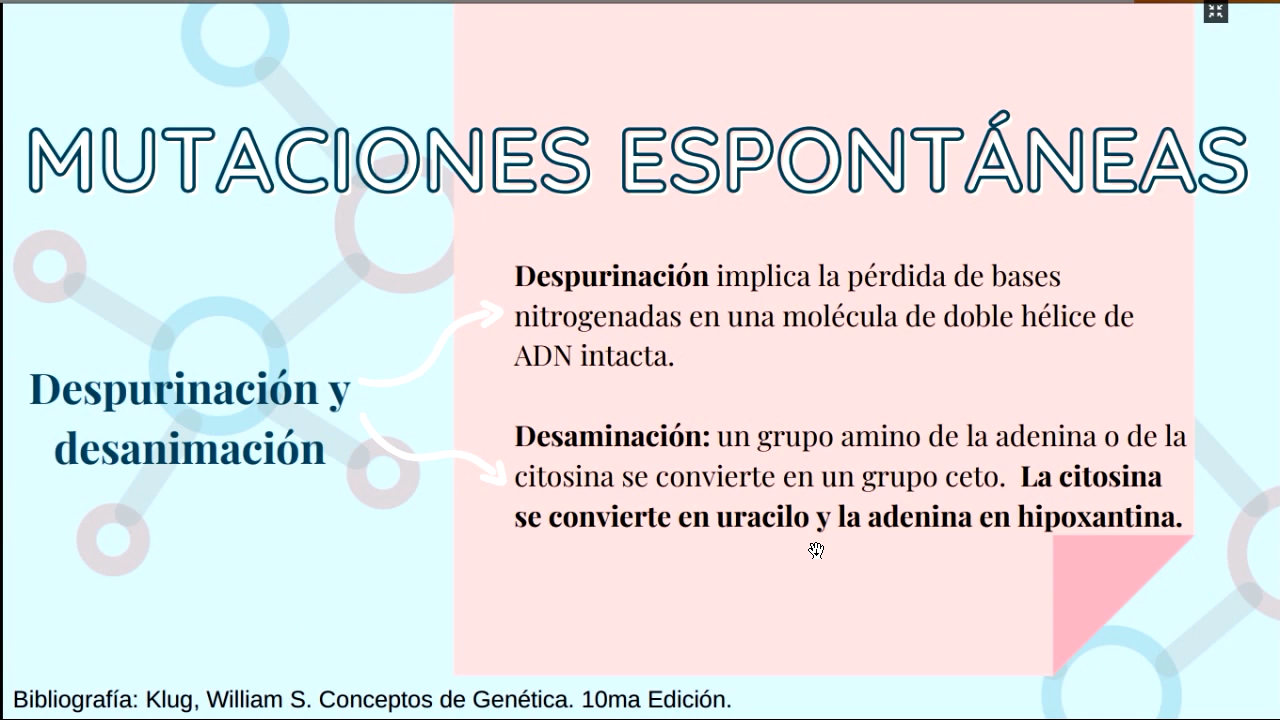 MUTACIONES ESPONTÁNEAS
Despurinación y
desanimación
Despurinación implica la pérdida de bases
nitrogenadas en una molécula de doble hélice de
ADN intacta.
Desaminación: un grupo amino de la adenina o de la
citosina se convierte en un grupo ceto. La citosina
se convierte en uracilo y la adenina en hipoxantina.
Bibliografía: Klug, William S. Conceptos de Genética. 10ma Edición.